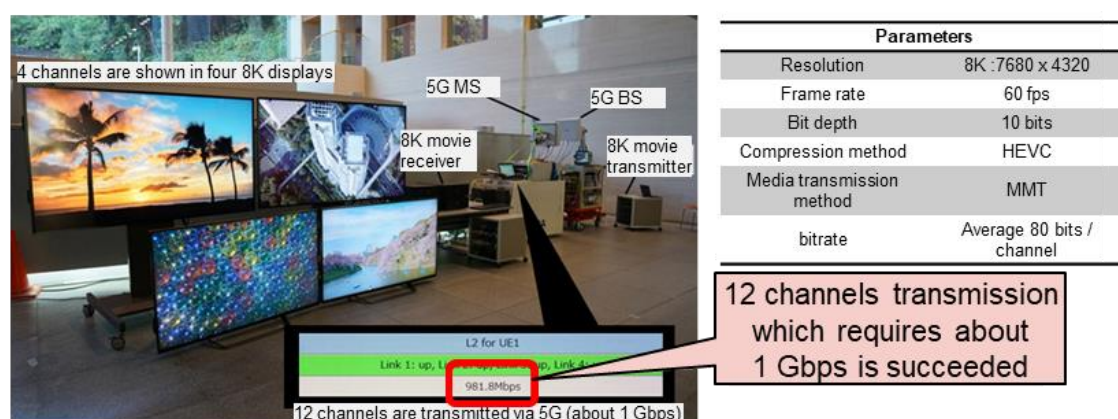 4 channels are shown in four 8K displays
5G MS
5G BS
8K movie
receiver
8K movie
transmitter
L2 for UE1
Link 1: up, up, Link 4:
981.8Mbps
12 channels are transmitted via 5G (about 1 Gbps)
Parameters
Resolution 8K :7680 x 4320
Frame rate 60 fps
Bit depth 10 bits
Compression method HEVC
Media transmission
method MMT
bitrate Average 80 bits /
channel
12 channels transmission
which requires about
1 Gbps is succeeded